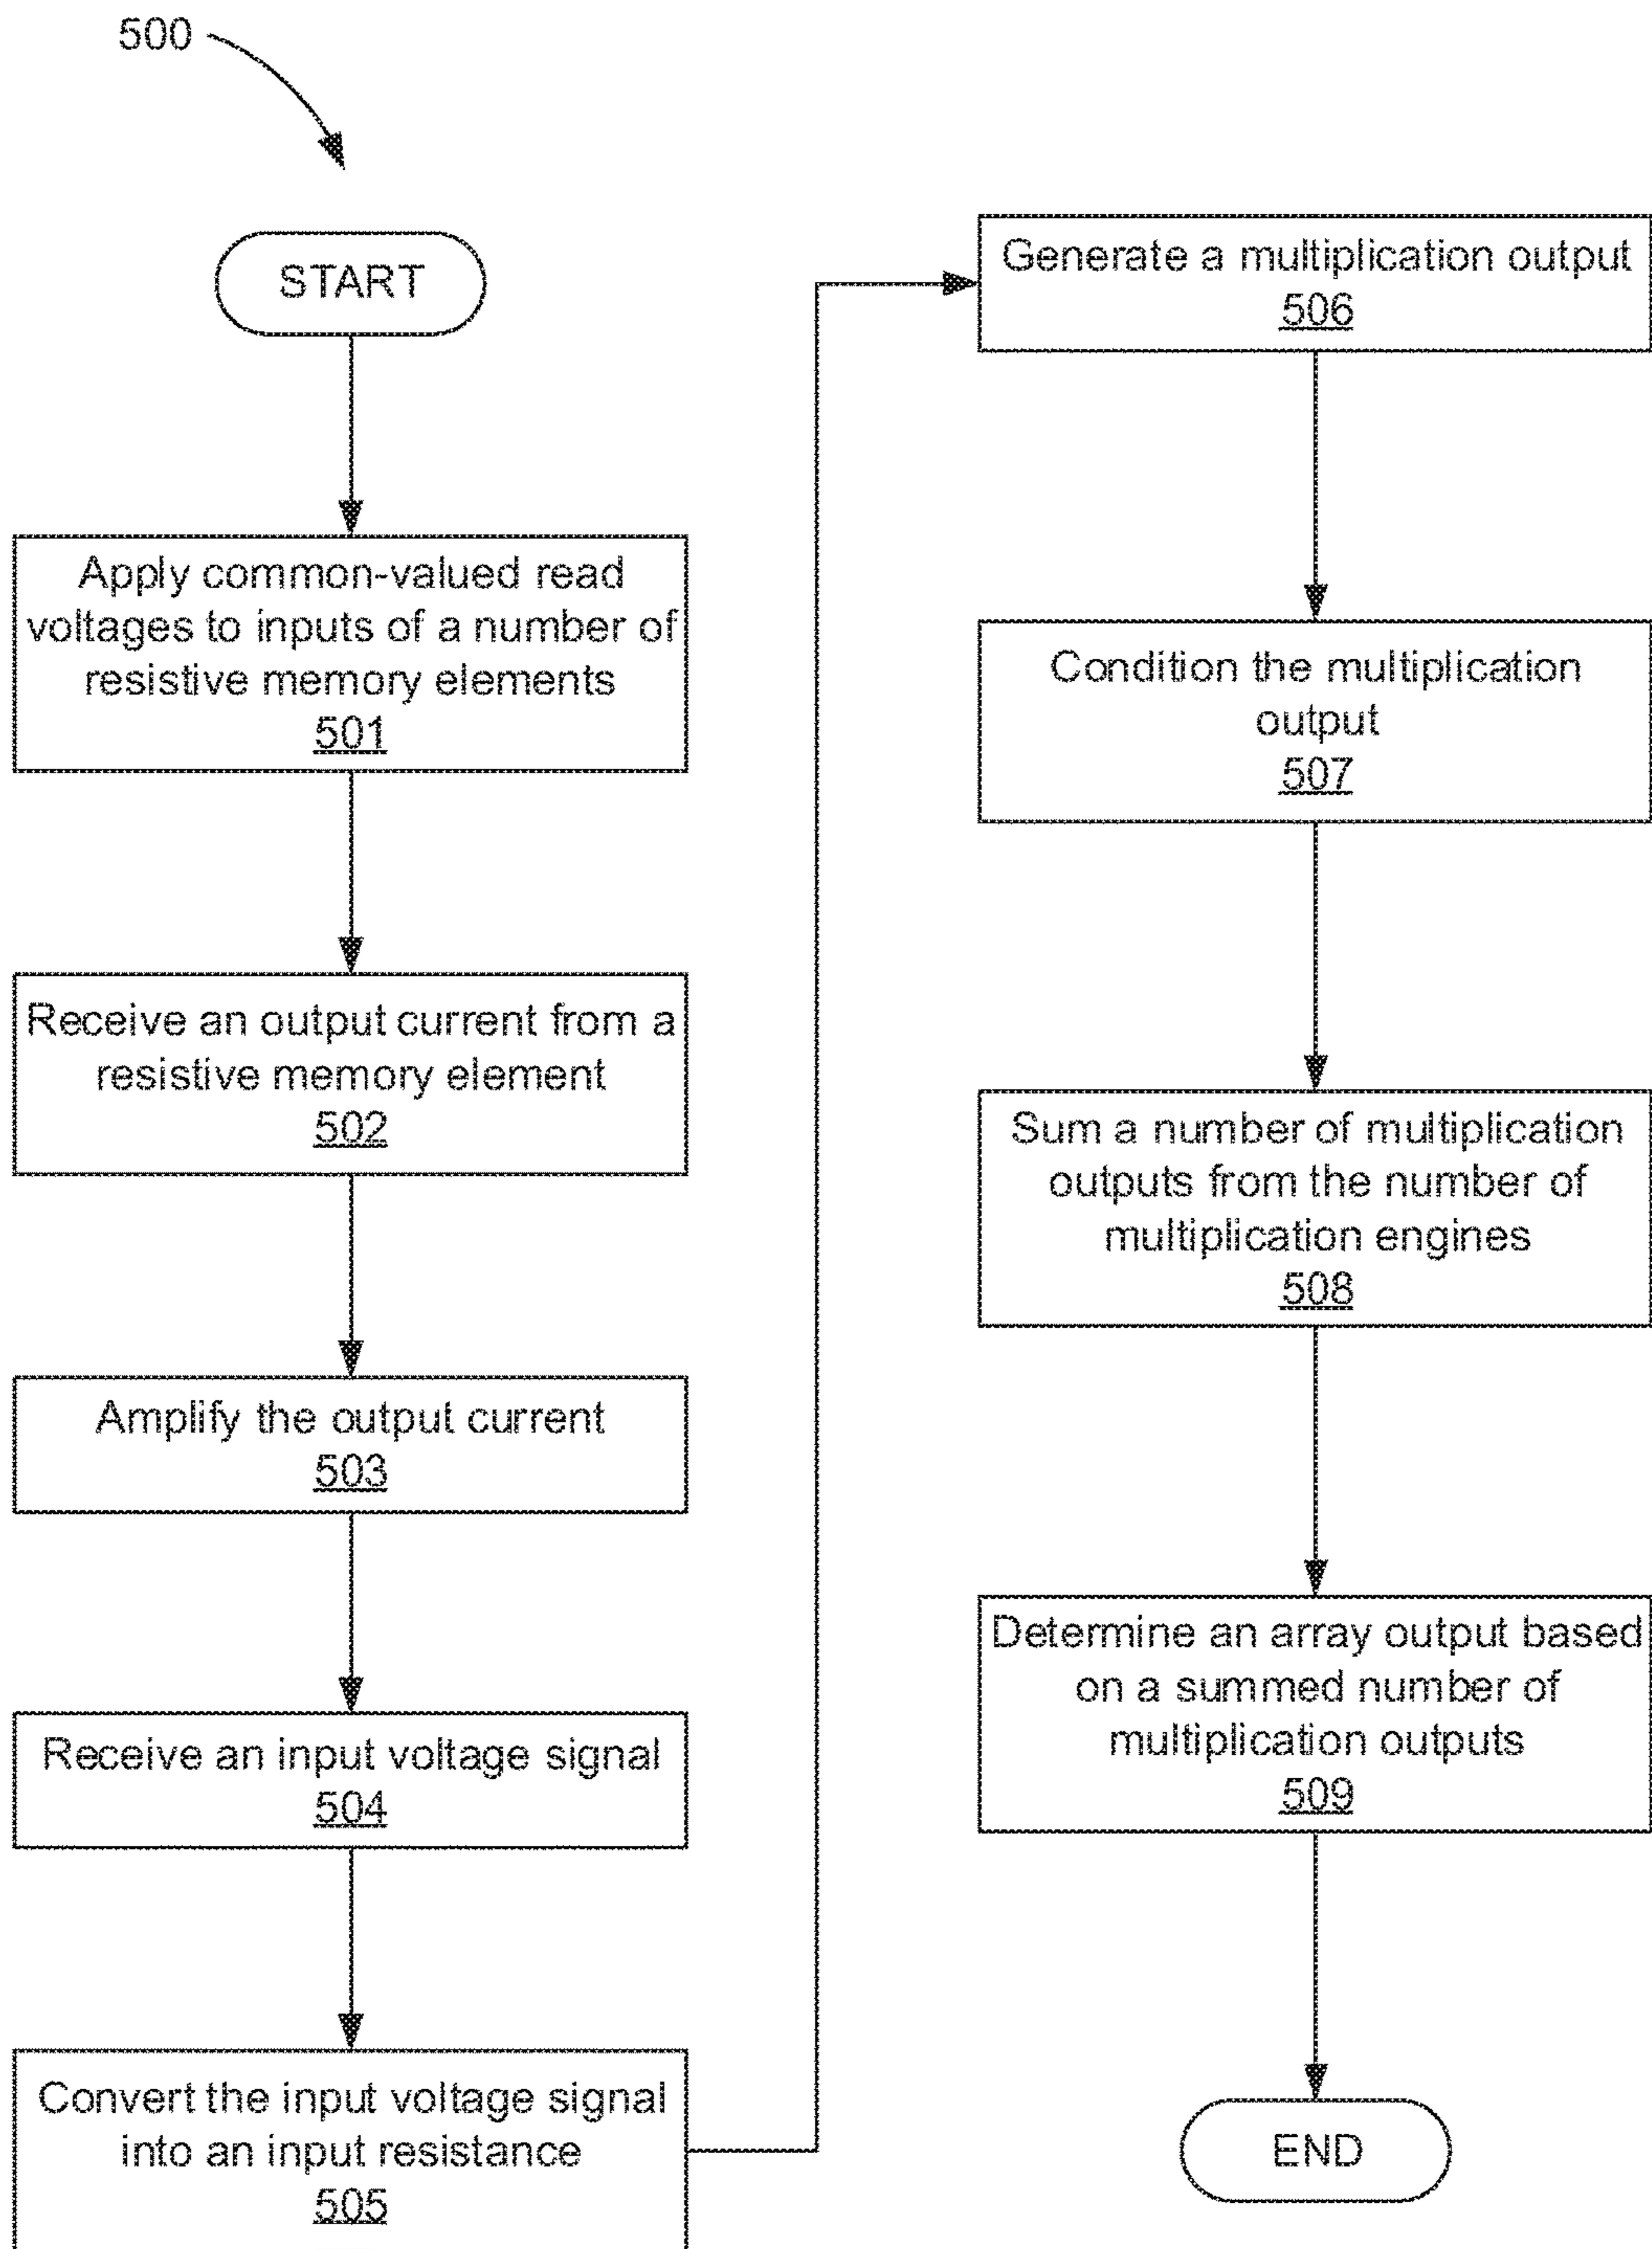 500
START
Apply common-valued read
voltages to inputs of a number of
resistive memory elements
501
Receive an output current from a
resistive memory element
502
Amplify the output current
503
Receive an input voltage signal
504
Convert the input voltage signal
into an input resistance
505
Generate a multiplication output
506
Condition the multiplication
output
507
Sum a number of multiplication
outputs from the number of
multiplication engines
508
Determine an array output based
on a summed number of
multiplication outputs
509
END